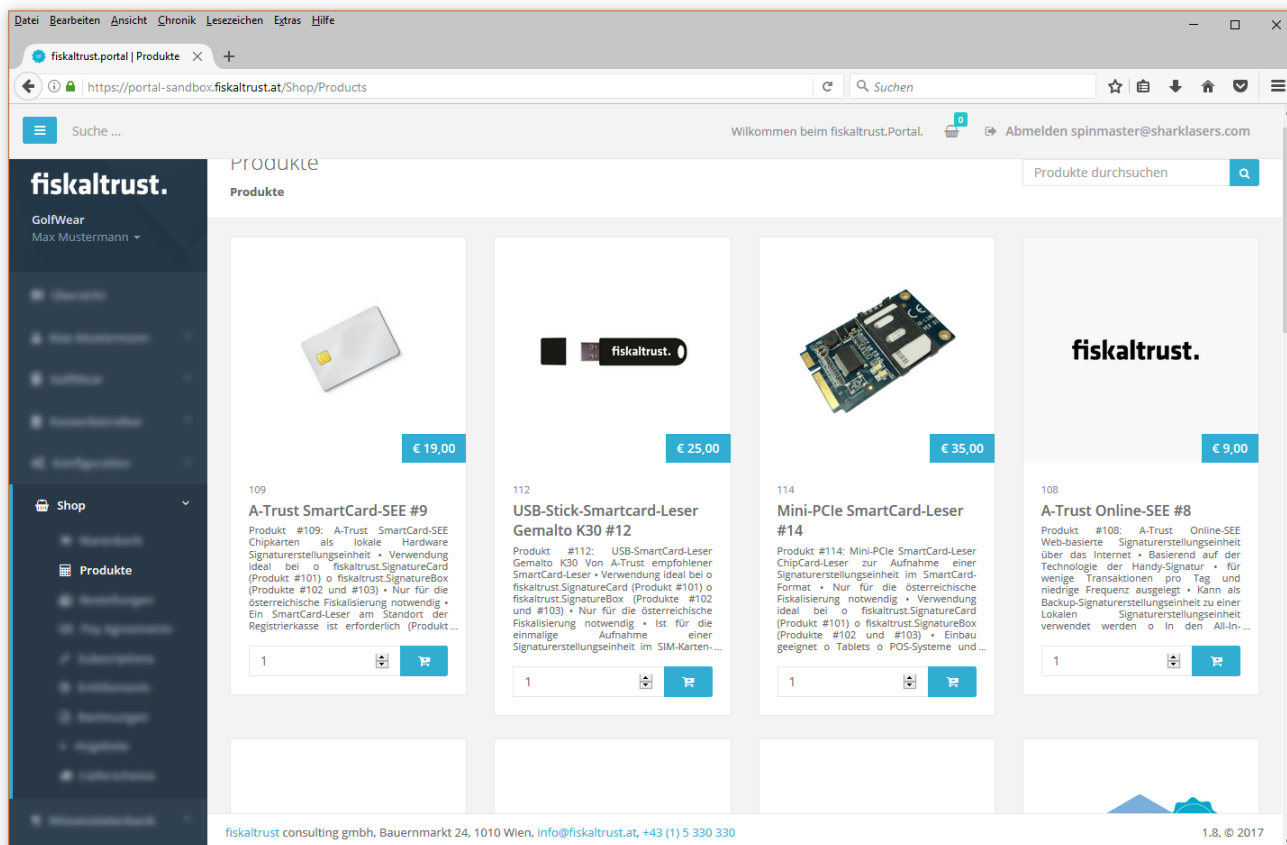 Datei Bearbeiten Ansicht Chronik Lesezeichen Extras Hilfe
fiskaltrust.portal | Produkte
https://portal-sandbox.fiskaltrust.at/Shop/Products
Suchen
Suche ...
Wilkommen beim fiskaltrust.Portal.
0
Abmelden spinmaster@sharklasers.com
fiskaltrust.
GolfWear
Max Mustermann
Shop
Produkte
Produkte
Produkte
Produkte durchsuchen
€ 19,00
109
A-Trust SmartCard-SEE #9
Produkt #109: A-Trust SmartCard-SEE
Chipkarten als lokale Hardware
Signaturerstellungseinheit • Verwendung
ideal bei o fiskaltrust.SignatureCard
(Produkt #101) o fiskaltrust.SignatureBox
(Produkte #102 und #103) • Nur für die
österreichische Fiskalisierung notwendig •
Ein SmartCard-Leser am Standort der
Registrierkasse ist erforderlich (Produkt ...
1
fiskaltrust.
€ 25,00
112
USB-Stick-Smartcard-Leser
Gemalto K30 #12
Produkt #112: USB-SmartCard-Leser
Gemalto K30 Von A-Trust empfohlener
SmartCard-Leser • Verwendung ideal bei o
fiskaltrust.SignatureCard (Produkt #101) o
fiskaltrust.SignatureBox (Produkte #102
und #103) • Nur für die österreichische
Fiskalisierung notwendig • Ist für die
einmalige Aufnahme einer
Signaturerstellungseinheit im SIM-Karten-...
1
€ 35,00
114
Mini-PCIe SmartCard-Leser
#14
Produkt #114: Mini-PCIe SmartCard-Leser
ChipCard-Leser zur Aufnahme einer
Signaturerstellungseinheit im SmartCard-
Format • Nur für die österreichische
Fiskalisierung notwendig • Verwendung
ideal bei o fiskaltrust.SignatureCard
(Produkt #101) o fiskaltrust.SignatureBox
(Produkte #102 und #103) • Einbau
geeignet o Tablets o POS-Systeme und ...
1
fiskaltrust.
€ 9,00
108
A-Trust Online-SEE #8
Produkt #108: A-Trust Online-SEE
Web-basierte Signaturerstellungseinheit
über das Internet • Basierend auf der
Technologie der Handy-Signatur • für
wenige Transaktionen pro Tag und
niedrige Frequenz ausgelegt • Kann als
Backup-Signaturerstellungseinheit zu einer
Lokalen Signaturerstellungseinheit
verwendet werden o In den All-In-...
1
fiskaltrust consulting gmbh, Bauernmarkt 24, 1010 Wien, info@fiskaltrust.at, +43 (1) 5 330 330
1.8, © 2017